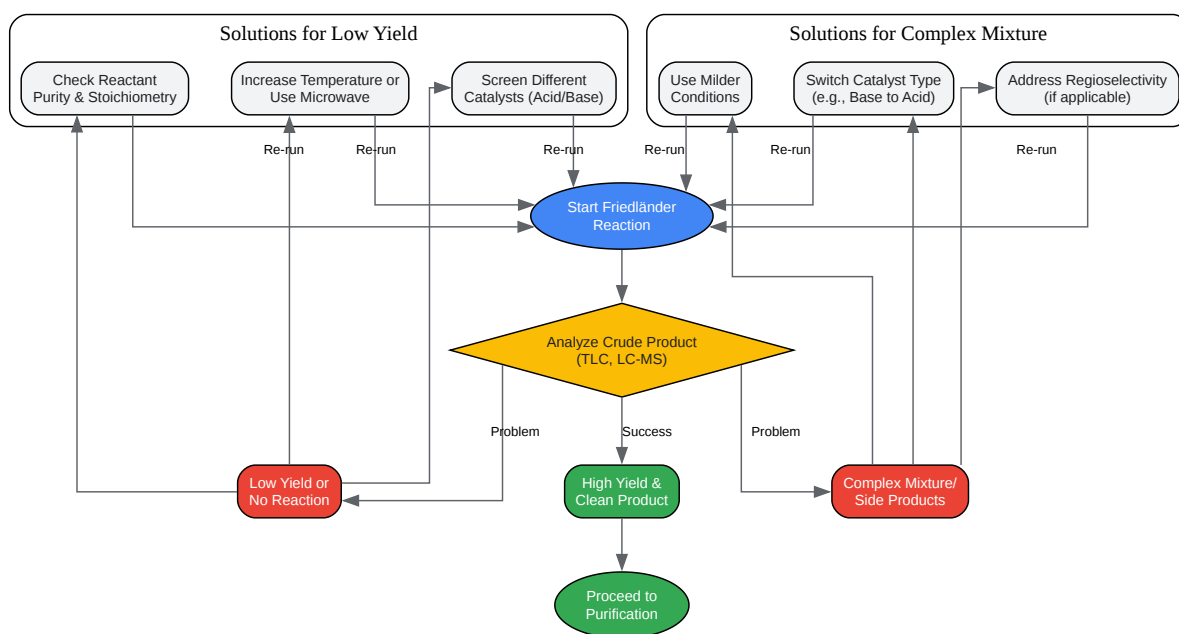 Solutions for Low Yield
Solutions for Complex Mixture
Check Reactant
Purity & Stoichiometry
Increase Temperature or
Use Microwave
Screen Different
Catalysts (Acid/Base)
Use Milder
Conditions
Switch Catalyst Type
(e.g., Base to Acid)
Address Regioselectivity
(if applicable)
Re-run
Re-run
Re-run
Re-run
Re-run
Re-run
Start Friedländer
Reaction
Analyze Crude Product
(TLC, LC-MS)
Problem
Success
Problem
Low Yield or
No Reaction
High Yield &
Clean Product
Complex Mixture/
Side Products
Proceed to
Purification